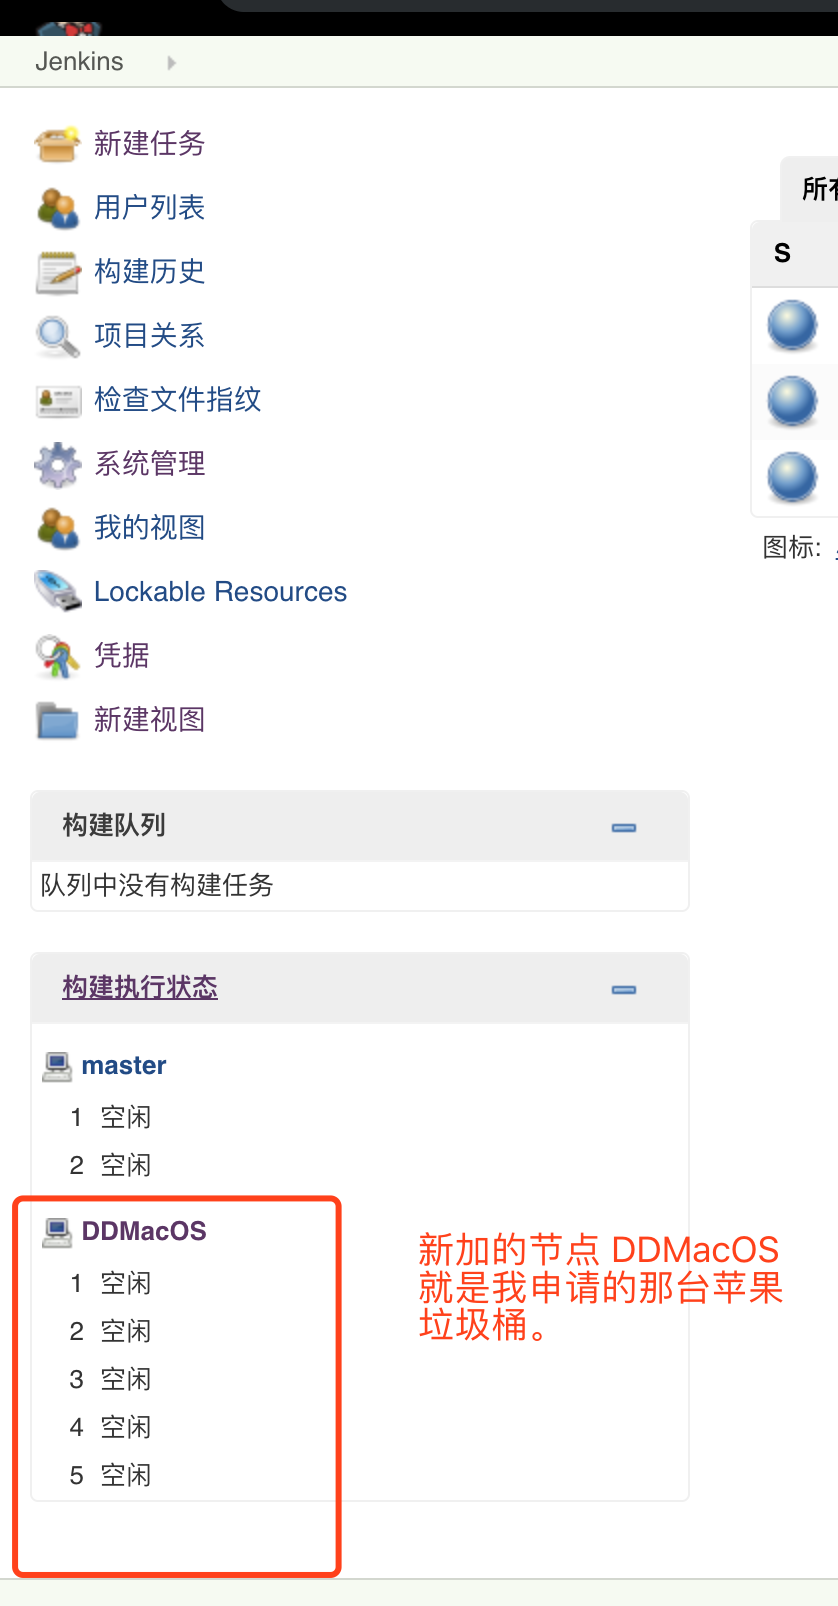 Jenkins
新建任务
用户列表
构建历史
项目关系
检查文件指纹
系统管理
我的视图
Lockable Resources
凭据
新建视图
所有
S
图标:
构建队列
队列中没有构建任务
构建执行状态
master
1 空闲
2 空闲
DDMacOS
1 空闲
2 空闲
3 空闲
4 空闲
5 空闲
新加的节点 DDMacOS
就是我申请的那台苹果
垃圾桶。